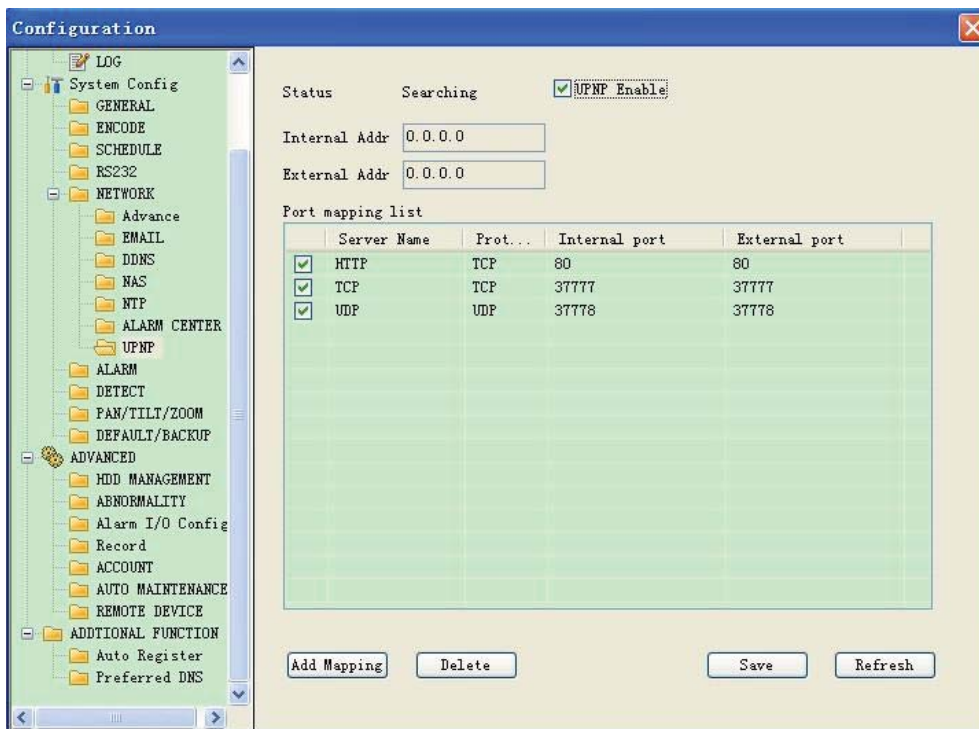 Configuration
LOG
System Config
GENERAL
ENCODE
SCHEDULE
RS232
NETWORK
Advance
EMAIL
DDNS
NAS
NTP
ALARM CENTER
UPNP
ALARM
DETECT
PAN/TILT/ZOOM
DEFAULT/BACKUP
ADVANCED
HDD MANAGEMENT
ABNORMALITY
Alarm I/O Config
Record
ACCOUNT
AUTO MAINTENANCE
REMOTE DEVICE
ADDTIONAL FUNCTION
Auto Register
Preferred DNS
Status Searching UPNP Enable
Internal Addr 0.0.0.0
External Addr 0.0.0.0
Port mapping list
Server Name Prot... Internal port External port
HTTP TCP 80 80
TCP TCP 37777 37777
UDP UDP 37778 37778
Add Mapping Delete Save Refresh